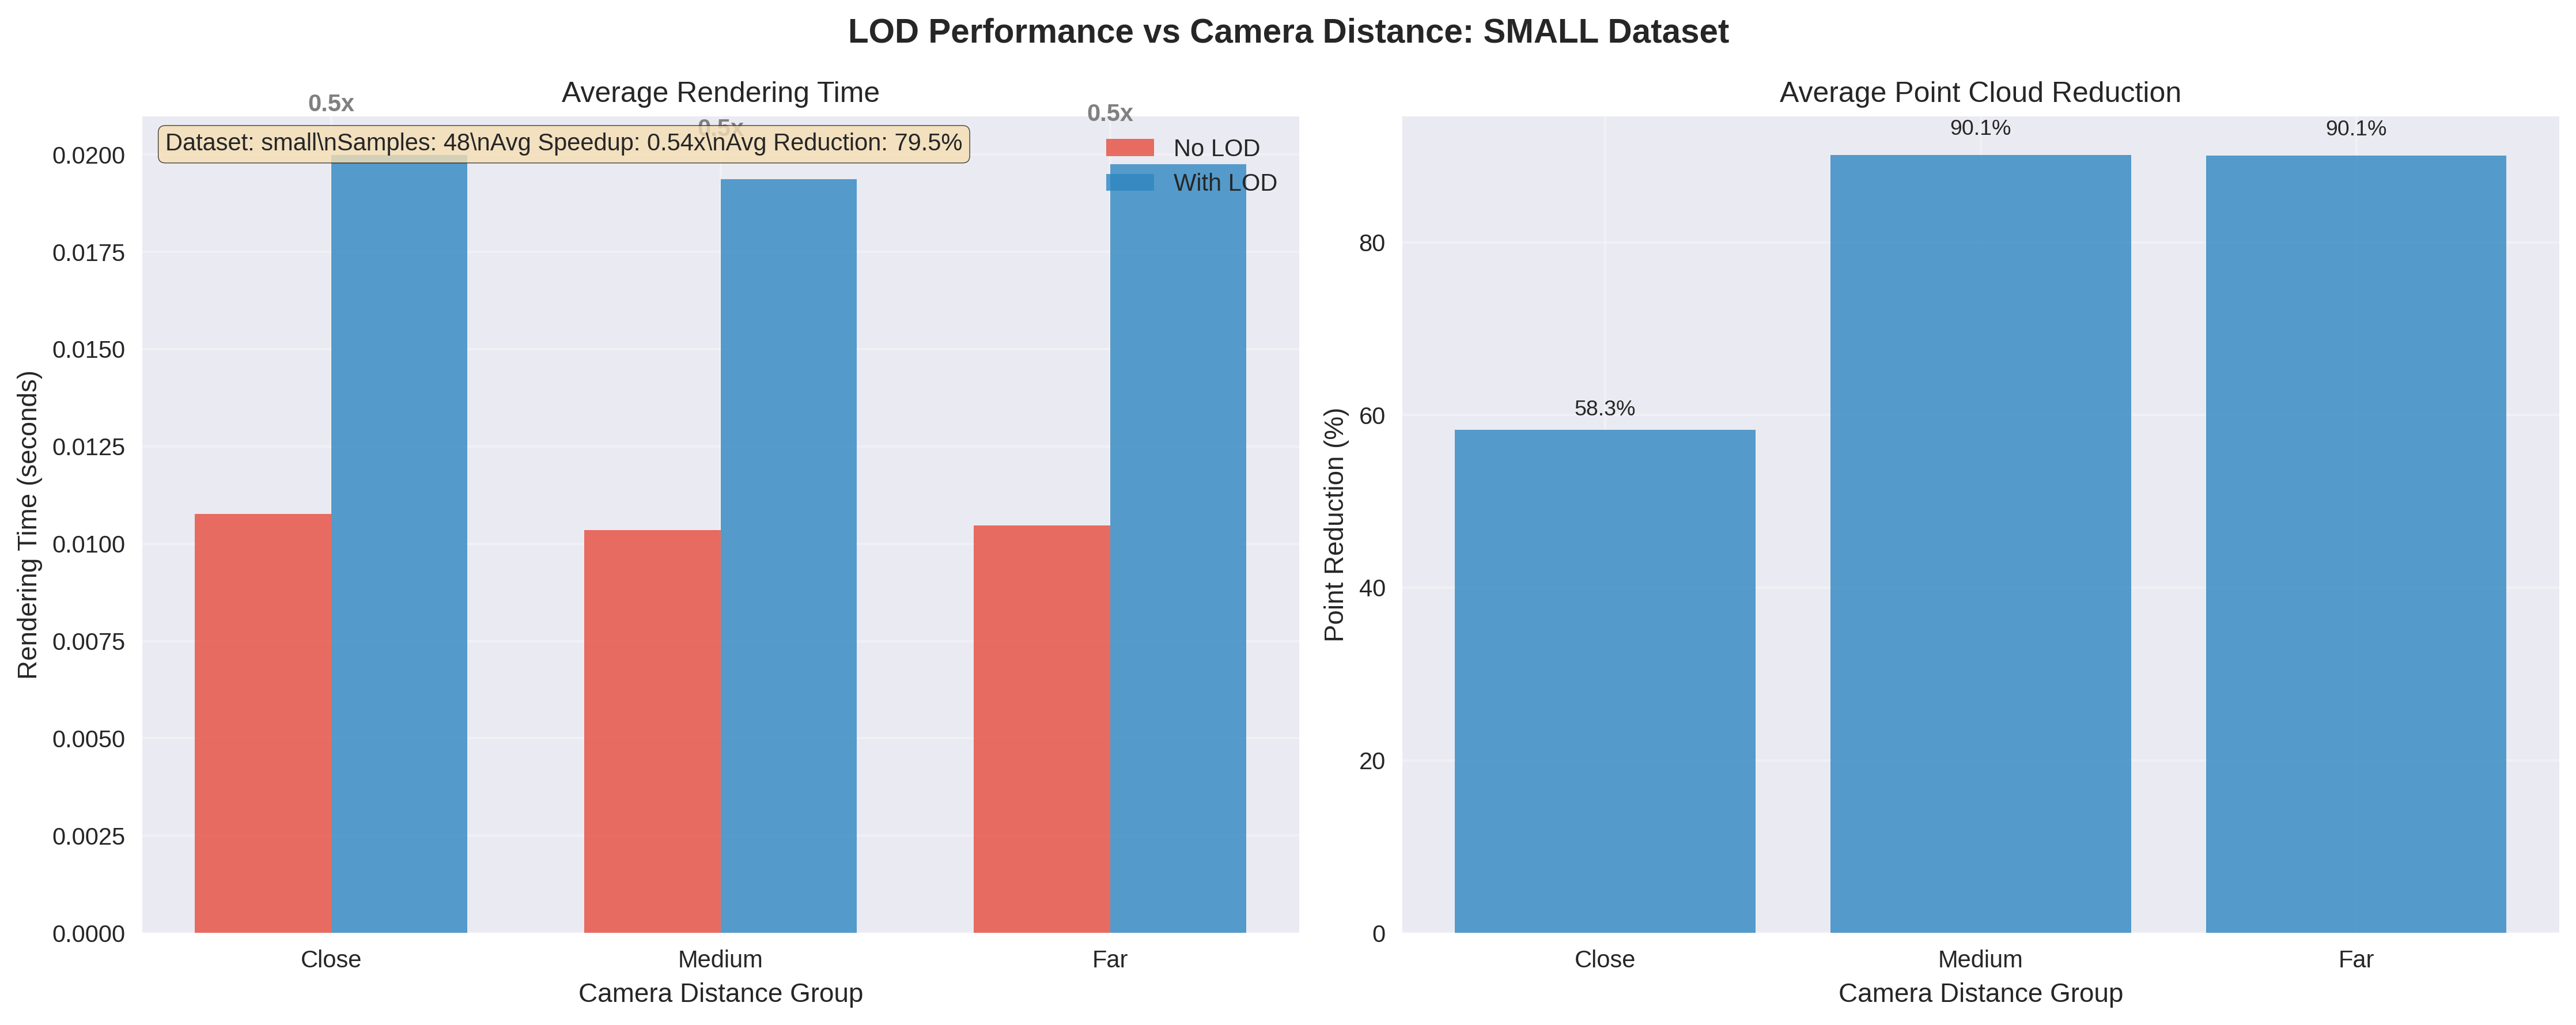 LOD Performance vs Camera Distance: SMALL Dataset
Average Rendering Time
0.5x
0.5x
0.5x
Dataset: small\nSamples: 48\nAvg Speedup: 0.54x\nAvg Reduction: 79.5%
No LOD
With LOD
Rendering Time (seconds)
0.0200
0.0175
0.0150
0.0125
0.0100
0.0075
0.0050
0.0025
0.0000
Close
Medium
Far
Camera Distance Group
Average Point Cloud Reduction
90.1%
90.1%
58.3%
Point Reduction (%)
80
60
40
20
0
Close
Medium
Far
Camera Distance Group